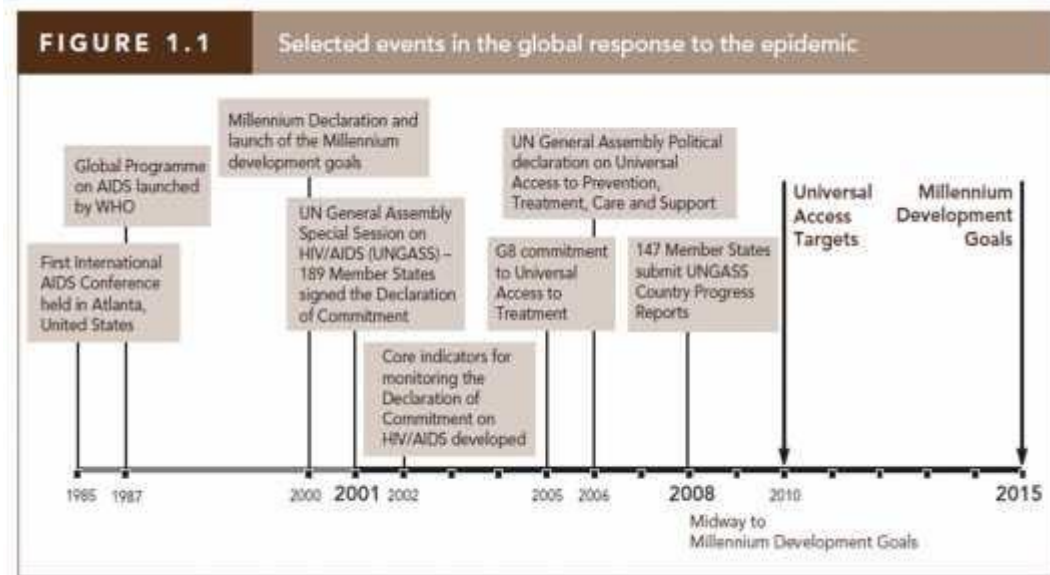 FIGURE 1.1
Selected events in the global response to the epidemic
Millennium Declaration and
launch of the Millennium
development goals
Global Programme
on AIDS launched
by WHO
First International
AIDS Conference
held in Atlanta,
United States
UN General Assembly
Special Session on
HIV/AIDS (UNGASS) –
189 Member States
signed the Declaration
of Commitment
Core indicators for
monitoring the
Declaration of
Commitment on
HIV/AIDS developed
UN General Assembly Political
declaration on Universal
Access to Prevention,
Treatment, Care and Support
G8 commitment
to Universal
Access to
Treatment
147 Member States
submit UNGASS
Country Progress
Reports
Universal
Access
Targets
Millennium
Development
Goals
1985 1987 2000 2001 2002 2005 2006 2008 2010 2015
Midway to
Millennium Development Goals